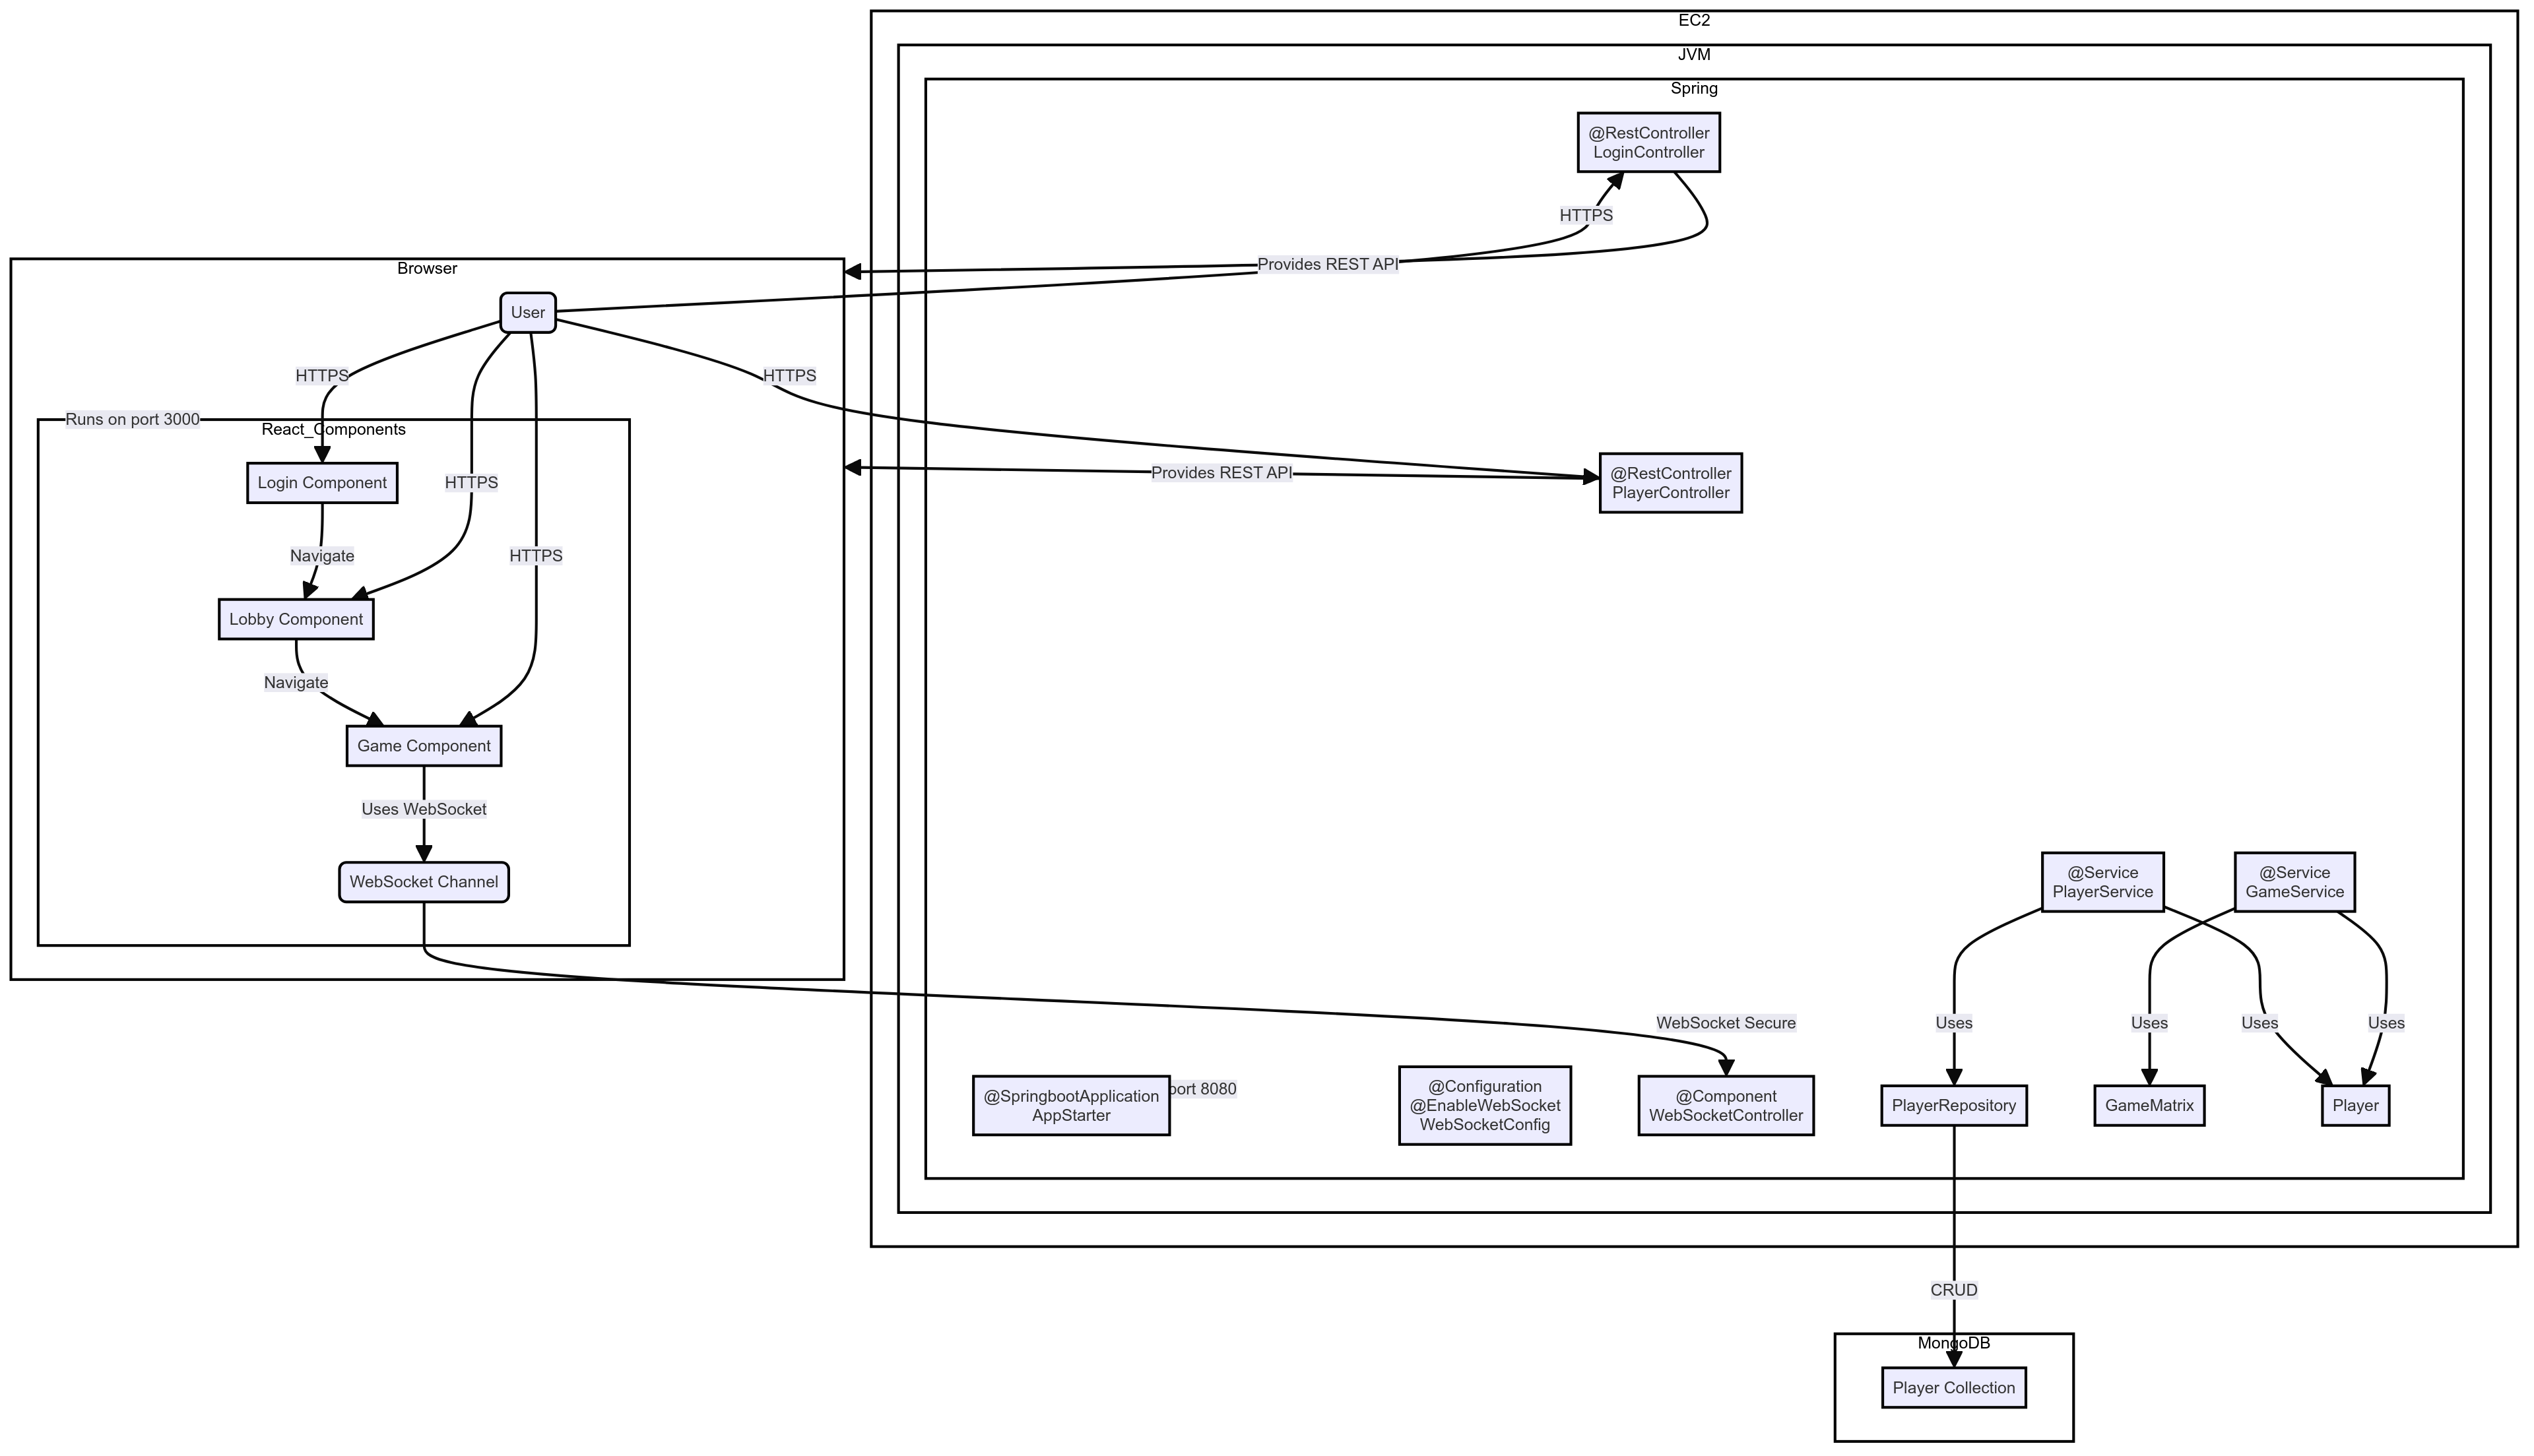 EC2
JVM
Spring
@RestController
LoginController
HTTPS
Provides REST API
Browser
User
HTTPS
HTTPS
Runs on port 3000
React_Components
Login Component
HTTPS
Provides REST API
@RestController
PlayerController
Navigate
HTTPS
Lobby Component
Navigate
Game Component
Uses WebSocket
WebSocket Channel
@Service
PlayerService
@Service
GameService
WebSocket Secure
Uses
Uses
Uses
Uses
@SpringbootApplication
AppStarter
port 8080
@Configuration
@EnableWebSocket
WebSocketConfig
@Component
WebSocketController
PlayerRepository
GameMatrix
Player
CRUD
MongoDB
Player Collection